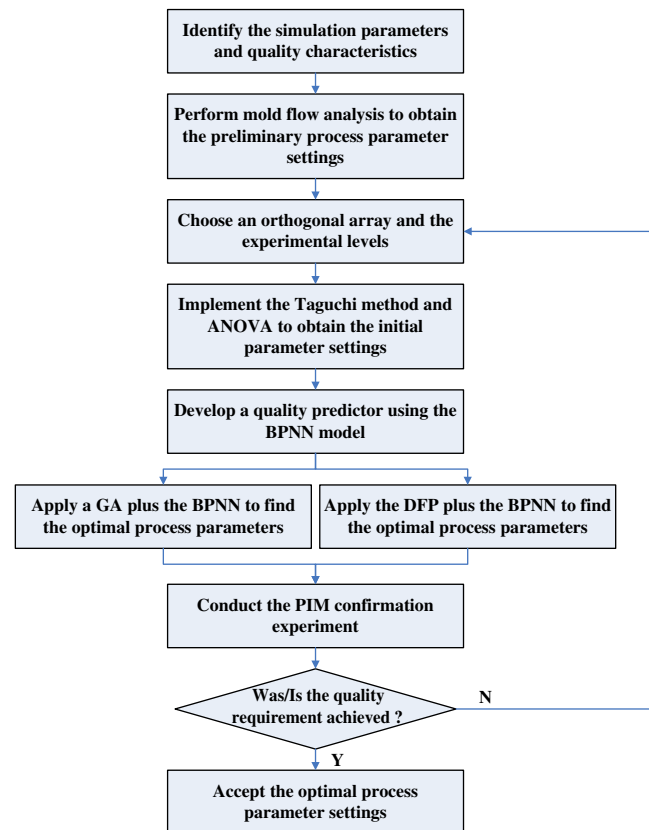 Identify the simulation parameters
and quality characteristics
Perform mold flow analysis to obtain
the preliminary process parameter
settings
Choose an orthogonal array and the
experimental levels
Implement the Taguchi method and
ANOVA to obtain the initial
parameter settings
Develop a quality predictor using the
BPNN model
Apply a GA plus the BPNN to find
the optimal process parameters
Apply the DFP plus the BPNN to find
the optimal process parameters
Conduct the PIM confirmation
experiment
Was/Is the quality
requirement achieved ?
N
Y
Accept the optimal process
parameter settings